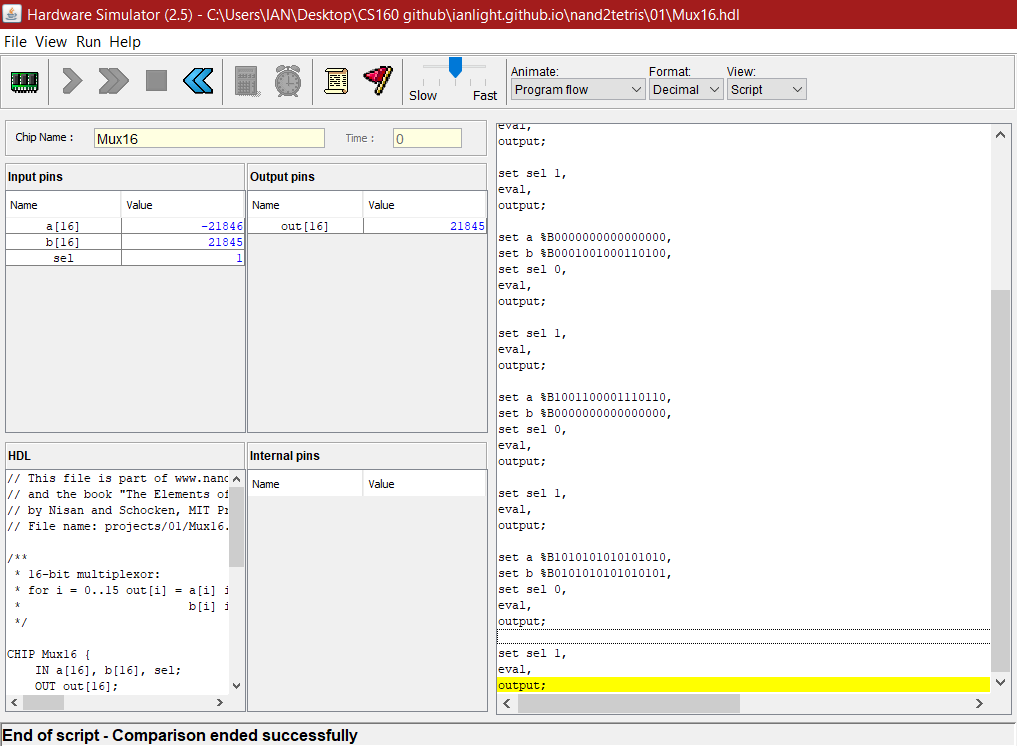 Hardware Simulator (2.5) - C:\Users\IAN\Desktop\CS160 github\ianlight.github.io\nand2tetris\01\Mux16.hdl
File View Run Help
Slow Fast
Animate:
Program flow
Format:
Decimal
View:
Script
Chip Name :
Mux16
Time :
0
Input pins
Name Value
a[16] -21846
b[16] 21845
sel 1
Output pins
Name Value
out[16] 21845
HDL
// This file is part of www.nand
// and the book "The Elements of
// by Nisan and Schocken, MIT Pr
// File name: projects/01/Mux16.
/**
* 16-bit multiplexor:
* for i = 0..15 out[i] = a[i] i
* b[i] i
*/
CHIP Mux16 {
IN a[16], b[16], sel;
OUT out[16];
Internal pins
Name Value
eval,
output;
set sel 1,
eval,
output;
set a %B0000000000000000,
set b %B0001001000110100,
set sel 0,
eval,
output;
set sel 1,
eval,
output;
set a %B1001100001110110,
set b %B0000000000000000,
set sel 0,
eval,
output;
set sel 1,
eval,
output;
set a %B1010101010101010,
set b %B0101010101010101,
set sel 0,
eval,
output;
set sel 1,
eval,
output;
End of script - Comparison ended successfully